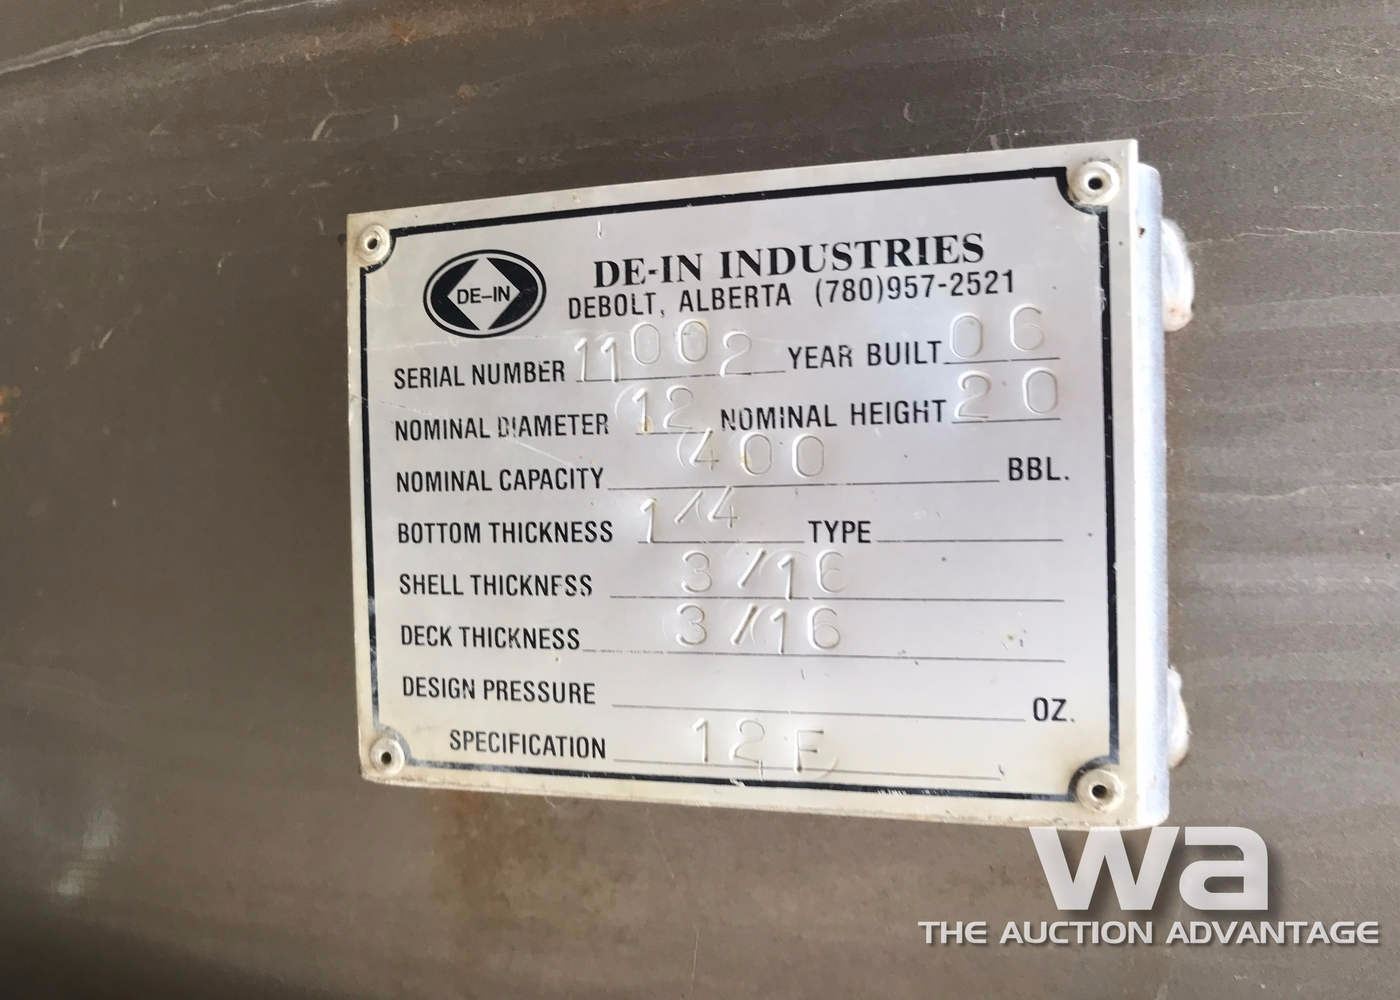 DE-IN
DE-IN INDUSTRIES
DEBOLT, ALBERTA (780)957-2521
SERIAL NUMBER 11002 YEAR BUILT 06
NOMINAL DIAMETER 12 NOMINAL HEIGHT 20
NOMINAL CAPACITY 400 BBL.
BOTTOM THICKNESS 1/4 TYPE
SHELL THICKNESS 3/16
DECK THICKNESS 3/16
DESIGN PRESSURE OZ.
SPECIFICATION 12F
wa
THE AUCTION ADVANTAGE